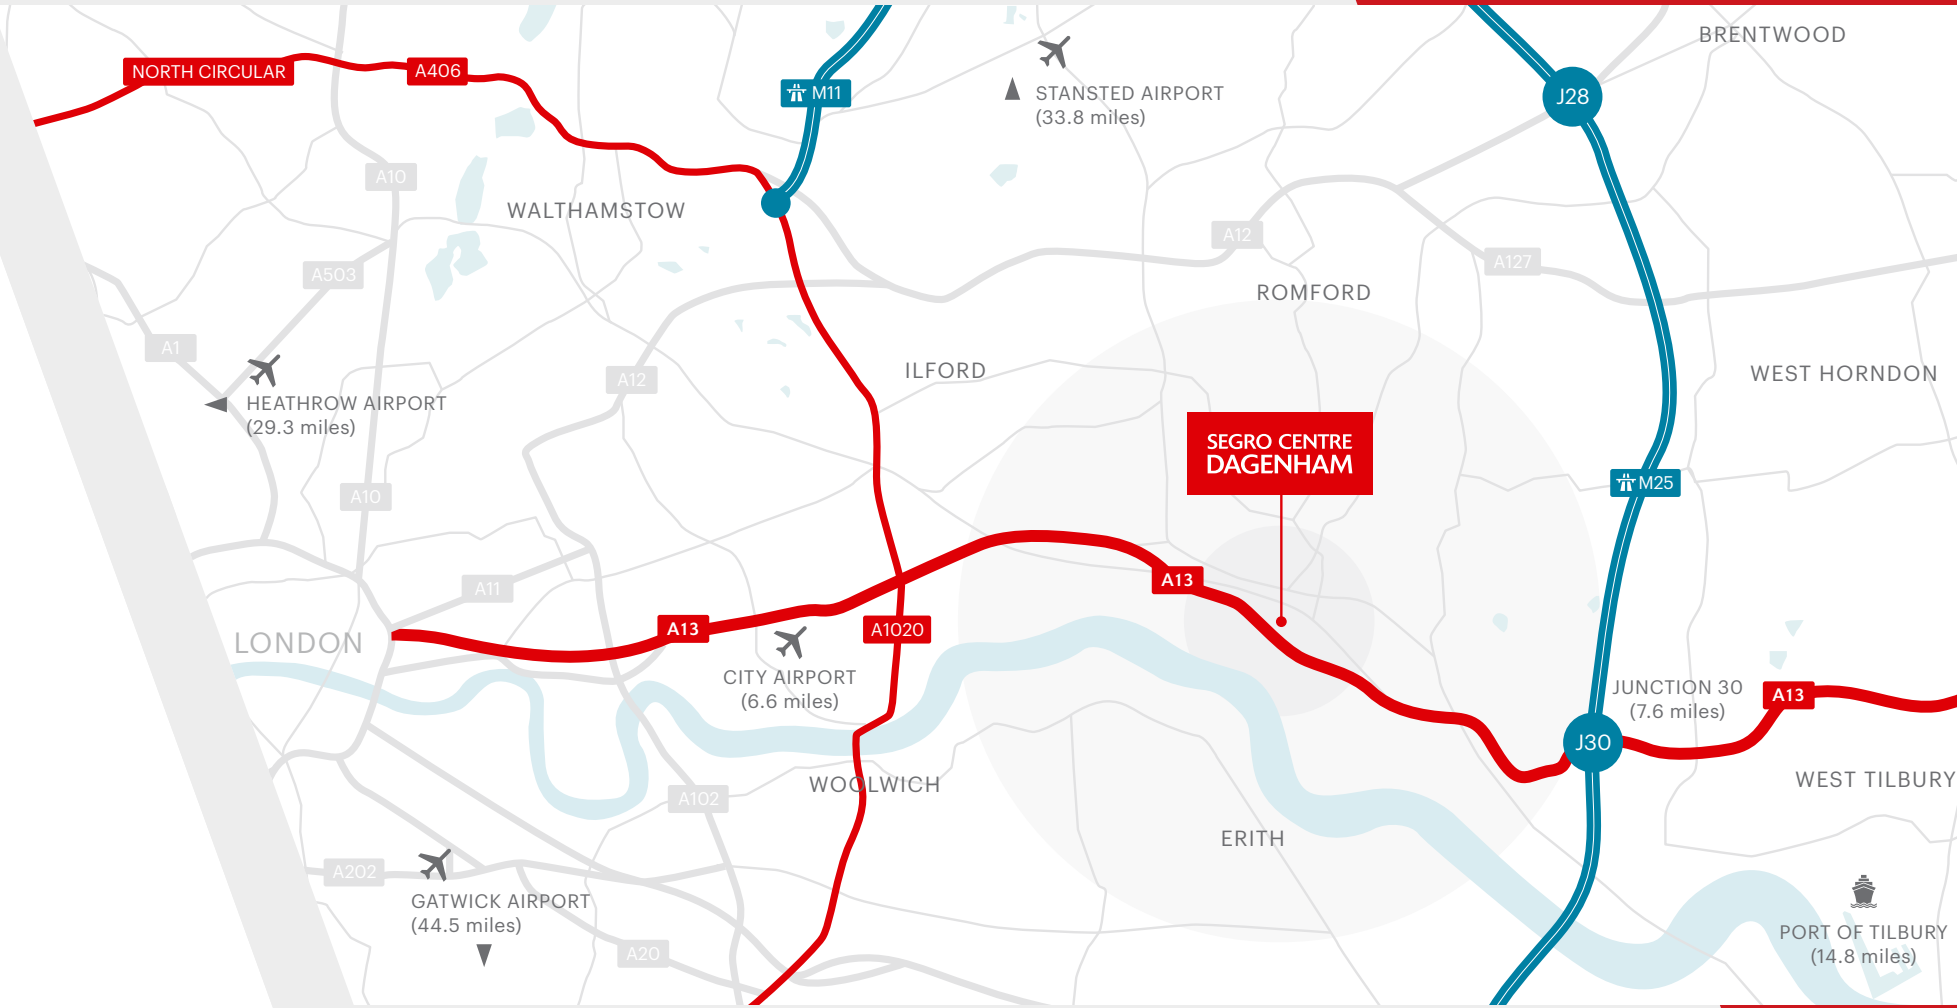 BRENTWOOD
NORTH CIRCULAR
A406
M11
J28
STANSTED AIRPORT
(33.8 miles)
A10
WALTHAMSTOW
A12
A127
A503
ROMFORD
A1
ILFORD
WEST HORNDON
A12
HEATHROW AIRPORT
(29.3 miles)
SEGRO CENTRE
DAGENHAM
M25
A10
A13
A11
A13
A1020
LONDON
CITY AIRPORT
(6.6 miles)
JUNCTION 30
(7.6 miles)
A13
J30
WOOLWICH
WEST TILBURY
A102
ERITH
A202
GATWICK AIRPORT
(44.5 miles)
PORT OF TILBURY
(14.8 miles)
A20